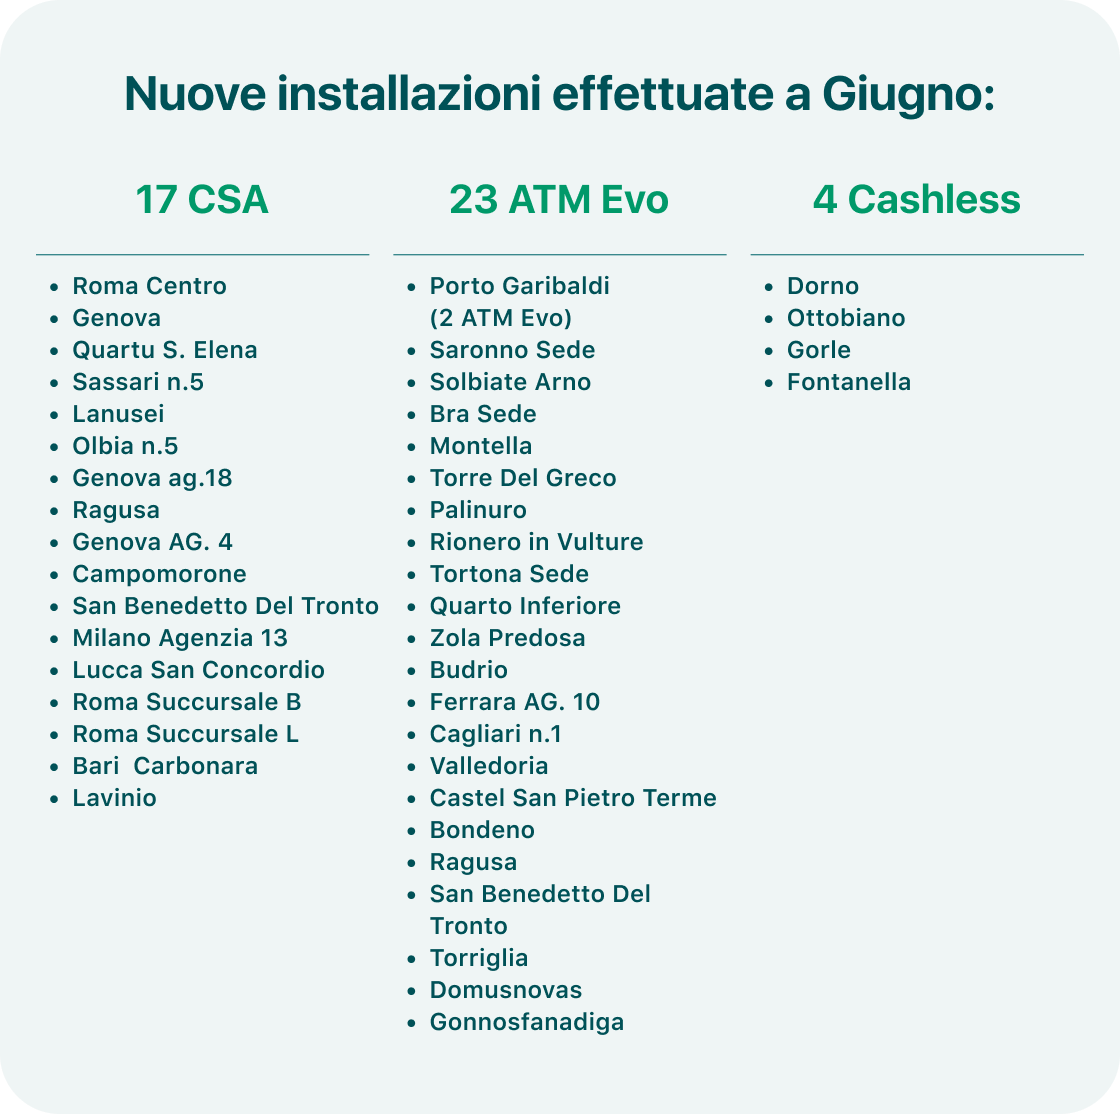 Nuove installazioni effettuate a Giugno:
17 CSA
• Roma Centro
• Genova
• Quartu S. Elena
• Sassari n.5
• Lanusei
• Olbia n.5
• Genova ag.18
• Ragusa
• Genova AG. 4
• Campomorone
• San Benedetto Del Tronto
• Milano Agenzia 13
• Lucca San Concordio
• Roma Succursale B
• Roma Succursale L
• Bari  Carbonara
• Lavinio
23 ATM Evo
• Porto Garibaldi
(2 ATM Evo)
• Saronno Sede
• Solbiate Arno
• Bra Sede
• Montella
• Torre Del Greco
• Palinuro
• Rionero in Vulture
• Tortona Sede
• Quarto Inferiore
• Zola Predosa
• Budrio
• Ferrara AG. 10
• Cagliari n.1
• Valledoria
• Castel San Pietro Terme
• Bondeno
• Ragusa
• San Benedetto Del
Tronto
• Torriglia
• Domusnovas
• Gonnosfanadiga
4 Cashless
• Dorno
• Ottobiano
• Gorle
• Fontanella